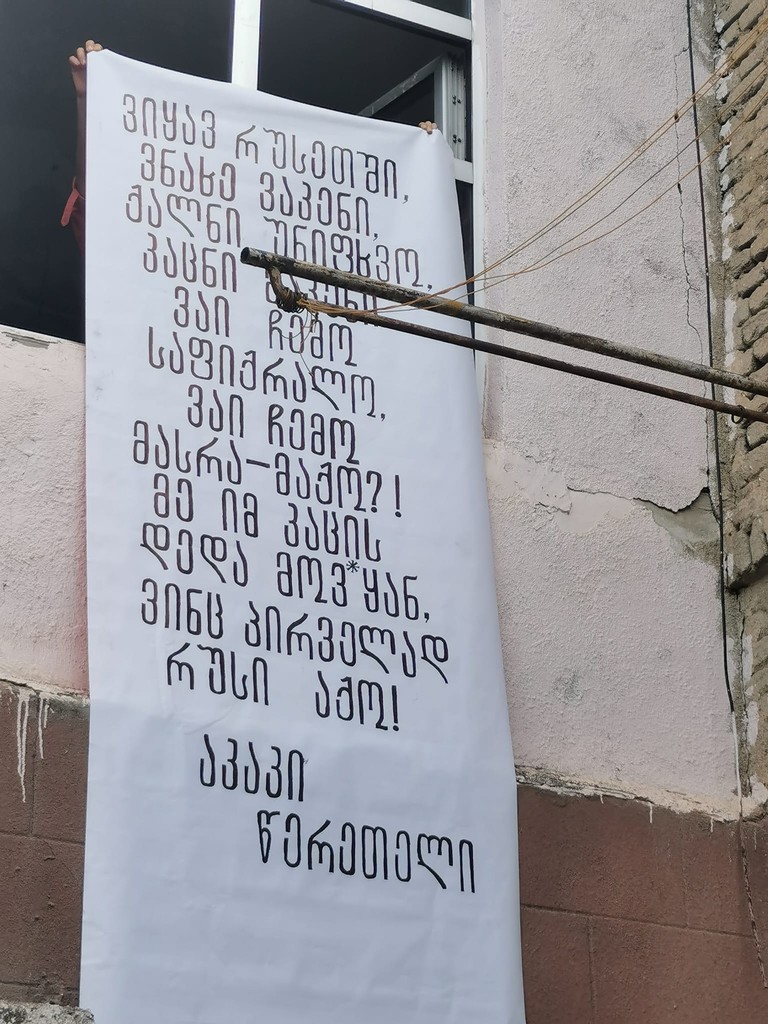 ვიყავ რუსეთში,
ვნახე ვაკენი,
ქალნი უნიფხვო,
კაცნი
ვაი ჩემო
საფიქრალო,
ვაი ჩემო
მასრა-მაქო?!
მე იმ კაცის
დედა მოვ*ყან,
ვინც პირველად
რუსი აქო!
აკაკი
წერეთელი